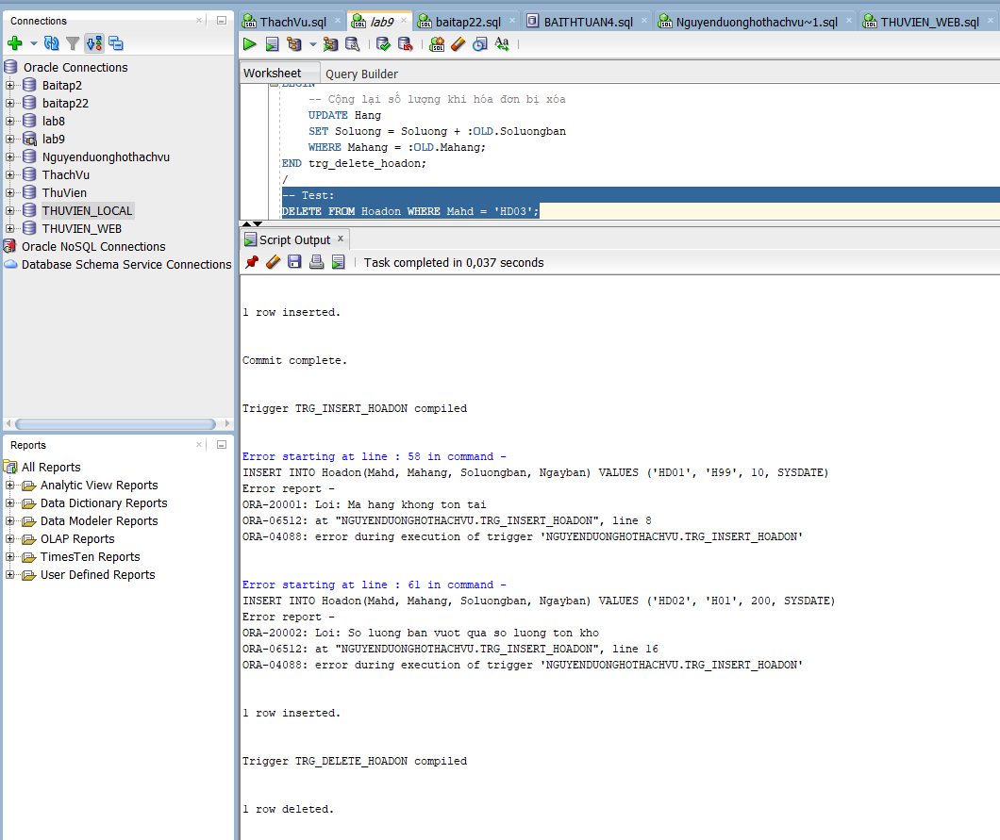 Connections
Oracle Connections
Baitap2
baitap22
lab8
lab9
Nguyenduonghothachvu
ThachVu
ThuVien
THUVIEN_LOCAL
THUVIEN_WEB
Oracle NoSQL Connections
Database Schema Service Connections
Reports
All Reports
Analytic View Reports
Data Dictionary Reports
Data Modeler Reports
OLAP Reports
TimesTen Reports
User Defined Reports
ThachVu.sql
lab9
baitap22.sql
BAITHTUAN4.sql
Nguyenduonghothachvu~1.sql
THUVIEN_WEB.sql
Worksheet
Query Builder
BEGIN
-- Cộng lại số lượng khi hóa đơn bị xóa
UPDATE Hang
SET Soluong = Soluong + :OLD.Soluongban
WHERE Mahang = :OLD.Mahang;
END trg_delete_hoadon;
/
-- Test:
DELETE FROM Hoadon WHERE Mahd = 'HD03';
Script Output
Task completed in 0,037 seconds
1 row inserted.
Commit complete.
Trigger TRG_INSERT_HOADON compiled
Error starting at line : 58 in command -
INSERT INTO Hoadon(Mahd, Mahang, Soluongban, Ngayban) VALUES ('HD01', 'H99', 10, SYSDATE)
Error report -
ORA-20001: Loi: Ma hang khong ton tai
ORA-06512: at "NGUYENDUONGHOTHACHVU.TRG_INSERT_HOADON", line 8
ORA-04088: error during execution of trigger 'NGUYENDUONGHOTHACHVU.TRG_INSERT_HOADON'
Error starting at line : 61 in command -
INSERT INTO Hoadon(Mahd, Mahang, Soluongban, Ngayban) VALUES ('HD02', 'H01', 200, SYSDATE)
Error report -
ORA-20002: Loi: So luong ban vuot qua so luong ton kho
ORA-06512: at "NGUYENDUONGHOTHACHVU.TRG_INSERT_HOADON", line 16
ORA-04088: error during execution of trigger 'NGUYENDUONGHOTHACHVU.TRG_INSERT_HOADON'
1 row inserted.
Trigger TRG_DELETE_HOADON compiled
1 row deleted.